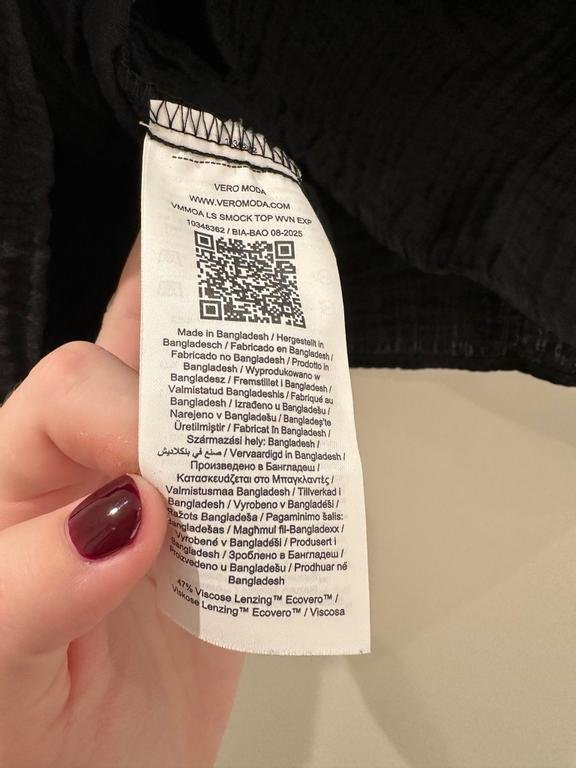 VERO MODA
WWW.VEROMODA.COM
VMMOA LS SMOCK TOP WVN EXP
10348362 / BIA-BAO 08-2025
Made in Bangladesh / Hergestellt in
Bangladesch / Fabricado en Bangladesh /
Fabricado no Bangladesh / Prodotto in
Bangladesh / Wyprodukowano w
Bangladesz / Fremstillet i Bangladesh /
Valmistatud Bangladeshis / Fabriqué au
Bangladesh / Izrađeno u Bangladešu /
Narejeno v Bangladešu / Bangladeş'te
Üretilmiştir / Fabricat în Bangladesh /
Származási hely: Bangladesh /
صنع في بنكلاديش / Vervaardigd in Bangladesh /
Произведено в Бангладеш /
Κατασκευάζεται στο Μπαγκλαντές /
Valmistusmaa Bangladesh / Tillverkad i
Bangladesh / Vyrobeno v Bangladéši /
Ražots Bangladeša / Pagaminimo šalis:
Bangladešas / Magħmul fil-Bangladexx /
Vyrobené v Bangladéši / Produsert i
Bangladesh / Зроблено в Бангладеш /
Proizvedeno u Bangladešu / Prodhuar në
Bangladesh
47% Viscose Lenzing™ Ecovero™ /
Viskose Lenzing™ Ecovero™ / Viscosa